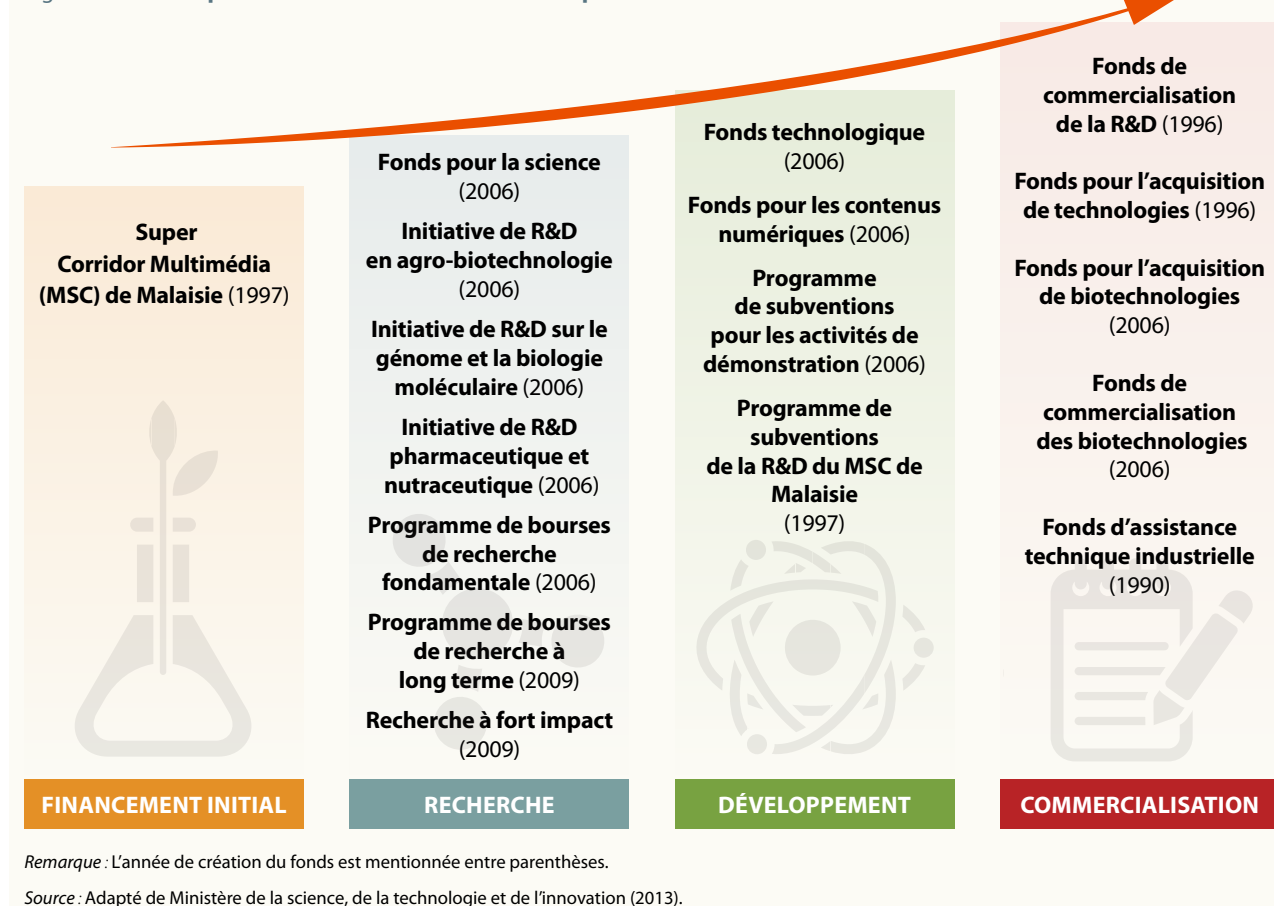 Super
Corridor Multimédia
(MSC) de Malaisie (1997)
FINANCEMENT INITIAL
Fonds pour la science
(2006)
Initiative de R&D
en agro-biotechnologie
(2006)
Initiative de R&D sur le
génome et la biologie
moléculaire (2006)
Initiative de R&D
pharmaceutique et
nutraceutique (2006)
Programme de bourses
de recherche
fondamentale (2006)
Programme de bourses
de recherche à
long terme (2009)
Recherche à fort impact
(2009)
RECHERCHE
Fonds technologique
(2006)
Fonds pour les contenus
numériques (2006)
Programme
de subventions
pour les activités de
démonstration (2006)
Programme de
subventions
de la R&D du MSC de
Malaisie
(1997)
DÉVELOPPEMENT
Fonds de
commercialisation
de la R&D (1996)
Fonds pour l'acquisition
de technologies (1996)
Fonds pour l'acquisition
de biotechnologies
(2006)
Fonds de
commercialisation
des biotechnologies
(2006)
Fonds d'assistance
technique industrielle
(1990)
COMMERCIALISATION
Remarque : L'année de création du fonds est mentionnée entre parenthèses.
Source : Adapté de Ministère de la science, de la technologie et de l'innovation (2013).